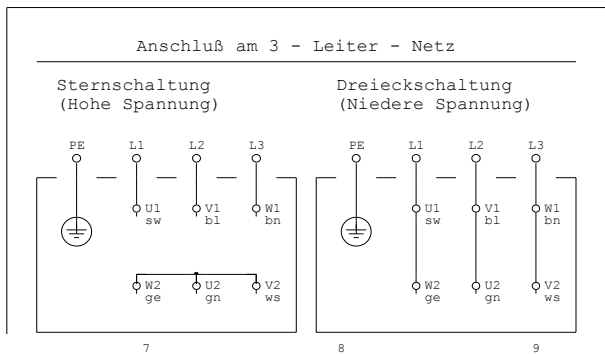 Anschluß am 3 - Leiter - Netz
Sternschaltung
(Hohe Spannung)
Dreieckschaltung
(Niedere Spannung)
PE L1 L2 L3 PE L1 L2 L3
U1 V1 W1 U1 V1 W1
sw bl bn sw bl bn
W2 U2 V2 W2 U2 V2
ge gn ws ge gn ws
7 8 9